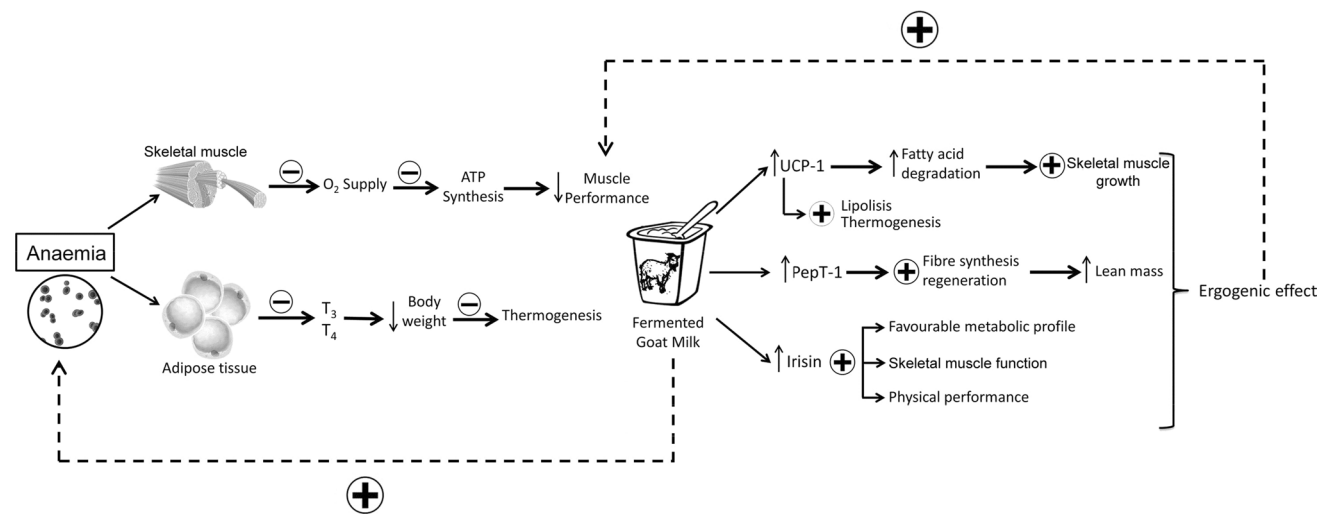 Skeletal muscle
O2 Supply
ATP
Synthesis
Muscle
Performance
Anaemia
Adipose tissue
T3
T4
Body
weight
Thermogenesis
Fermented
Goat Milk
UCP-1
Fatty acid
degradation
Skeletal muscle
growth
Lipolisis
Thermogenesis
PepT-1
Fibre synthesis
regeneration
Lean mass
Irisin
Favourable metabolic profile
Skeletal muscle function
Physical performance
Ergogenic effect